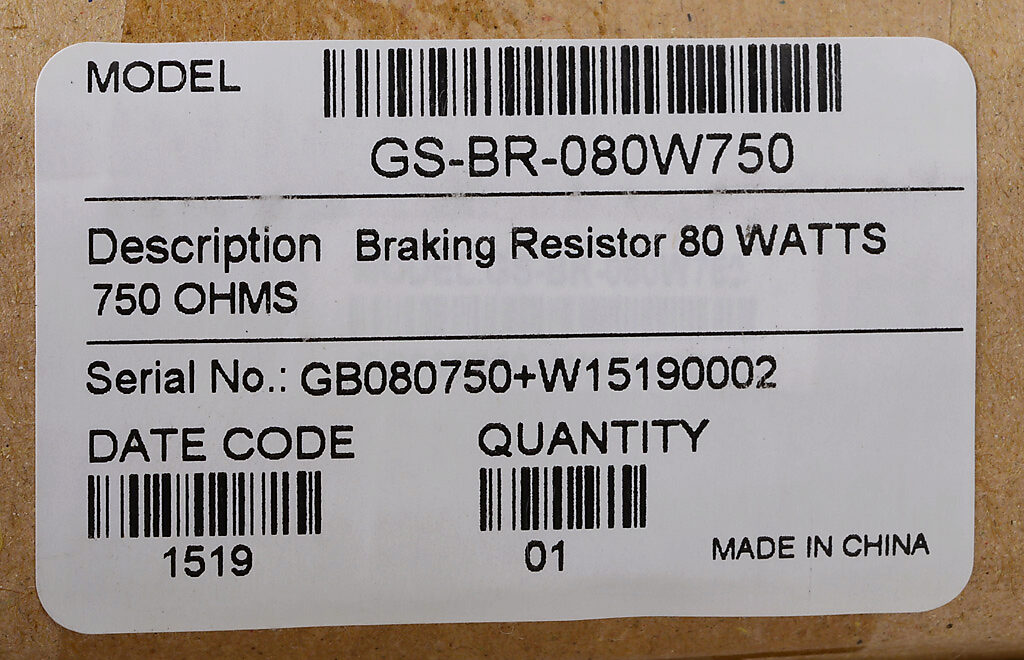 MODEL
GS-BR-080W750
Description Braking Resistor 80 WATTS
750 OHMS
Serial No.: GB080750+W15190002
DATE CODE QUANTITY
1519 01
MADE IN CHINA